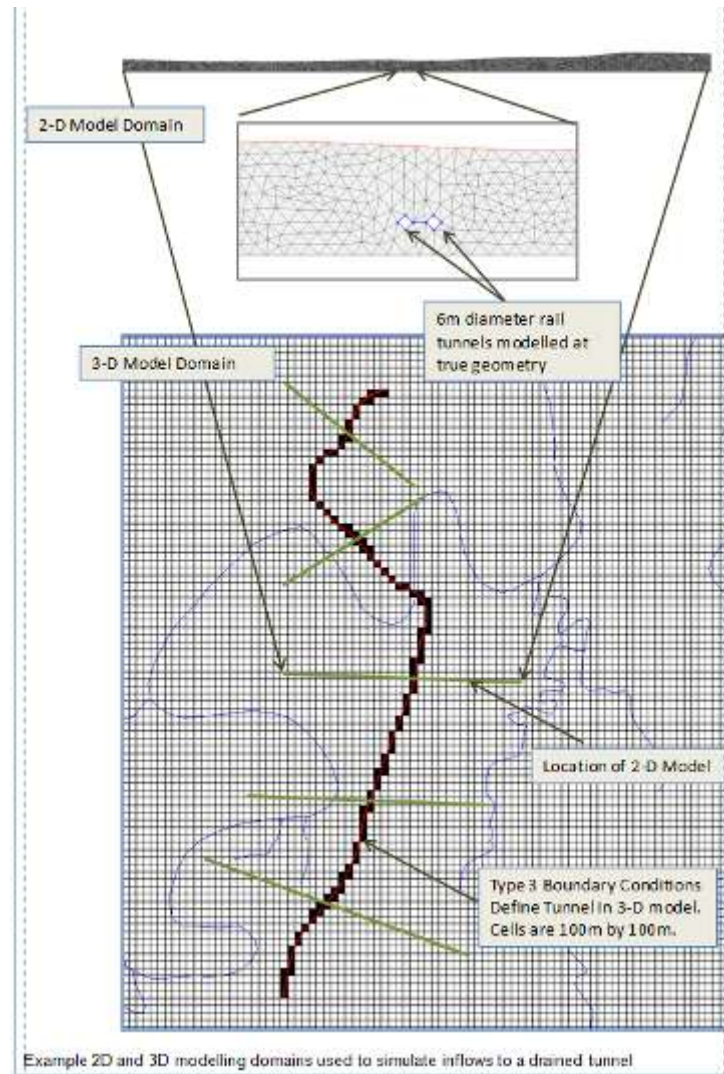 2-D Model Domain
6m diameter rail
tunnels modelled at
true geometry
3-D Model Domain
Location of 2-D Model
Type 3 Boundary Conditions
Define Tunnel in 3-D model.
Cells are 100m by 100m.
Example 2D and 3D modelling domains used to simulate inflows to a drained tunnel